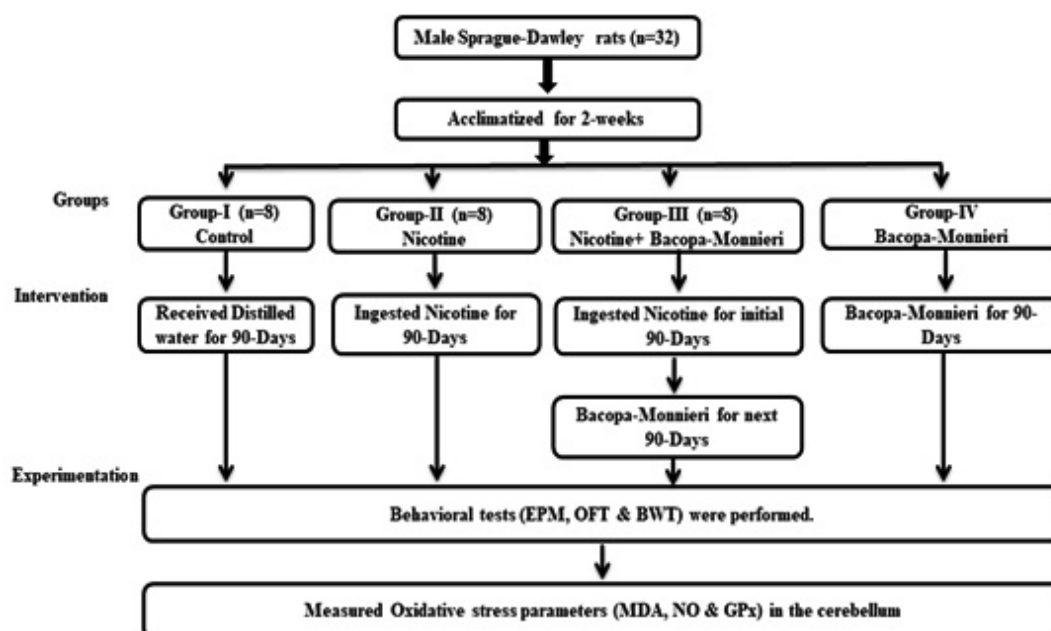 Male Sprague-Dawley rats (n=32)
Acclimatized for 2-weeks
Groups
Group-I (n=8)
Control
Group-II (n=8)
Nicotine
Group-III (n=8)
Nicotine+ Bacopa-Monnieri
Group-IV
Bacopa-Monnieri
Intervention
Received Distilled
water for 90-Days
Ingested Nicotine for
90-Days
Ingested Nicotine for initial
90-Days
Bacopa-Monnieri for 90-
Days
Bacopa-Monnieri for next
90-Days
Experimentation
Behavioral tests (EPM, OFT & BWT) were performed.
Measured Oxidative stress parameters (MDA, NO & GPx) in the cerebellum